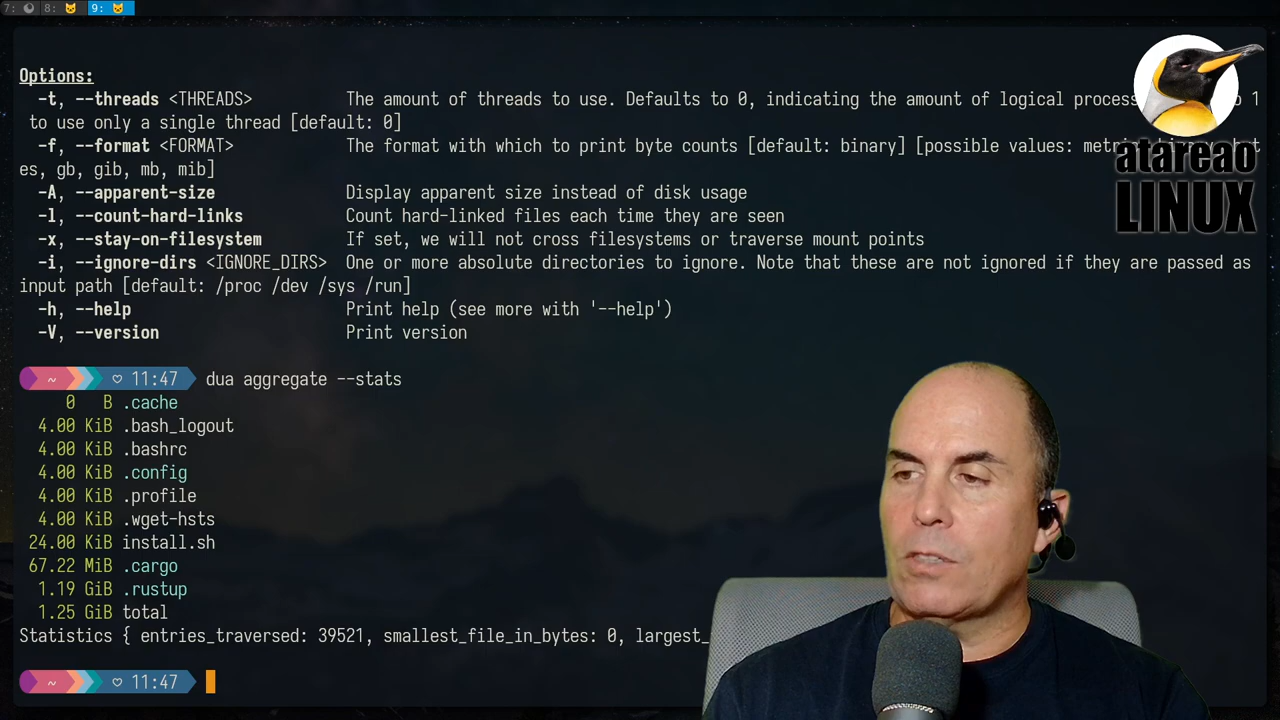 7: 8: 9:
Options:
-t, --threads <THREADS> The amount of threads to use. Defaults to 0, indicating the amount of logical process 1
to use only a single thread [default: 0]
-f, --format <FORMAT> The format with which to print byte counts [default: binary] [possible values: metric
es, gb, gib, mb, mib]
-A, --apparent-size Display apparent size instead of disk usage
-l, --count-hard-links Count hard-linked files each time they are seen
-x, --stay-on-filesystem If set, we will not cross filesystems or traverse mount points
-i, --ignore-dirs <IGNORE_DIRS> One or more absolute directories to ignore. Note that these are not ignored if they are passed as
input path [default: /proc /dev /sys /run]
-h, --help Print help (see more with '--help')
-V, --version Print version
~ ♡ 11:47 dua aggregate --stats
0 B .cache
4.00 KiB .bash_logout
4.00 KiB .bashrc
4.00 KiB .config
4.00 KiB .profile
4.00 KiB .wget-hsts
24.00 KiB install.sh
67.22 MiB .cargo
1.19 GiB .rustup
1.25 GiB total
Statistics { entries_traversed: 39521, smallest_file_in_bytes: 0, largest_
~ ♡ 11:47
atareao
LINUX